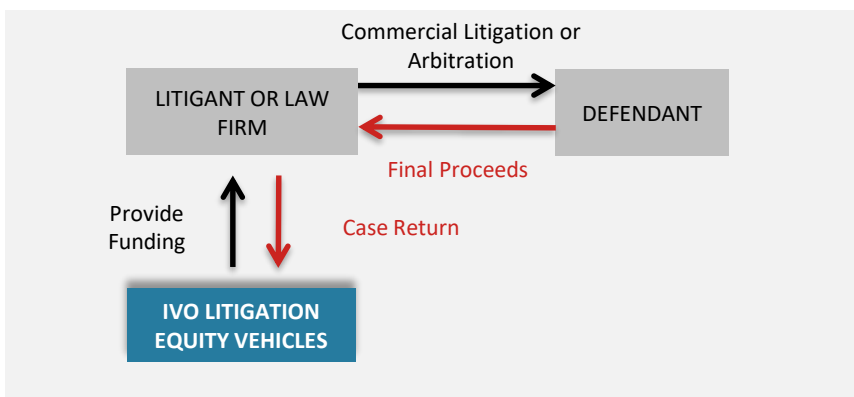 Commercial Litigation or
Arbitration
LITIGANT OR LAW
FIRM
DEFENDANT
Final Proceeds
Provide
Funding
Case Return
IVO LITIGATION
EQUITY VEHICLES